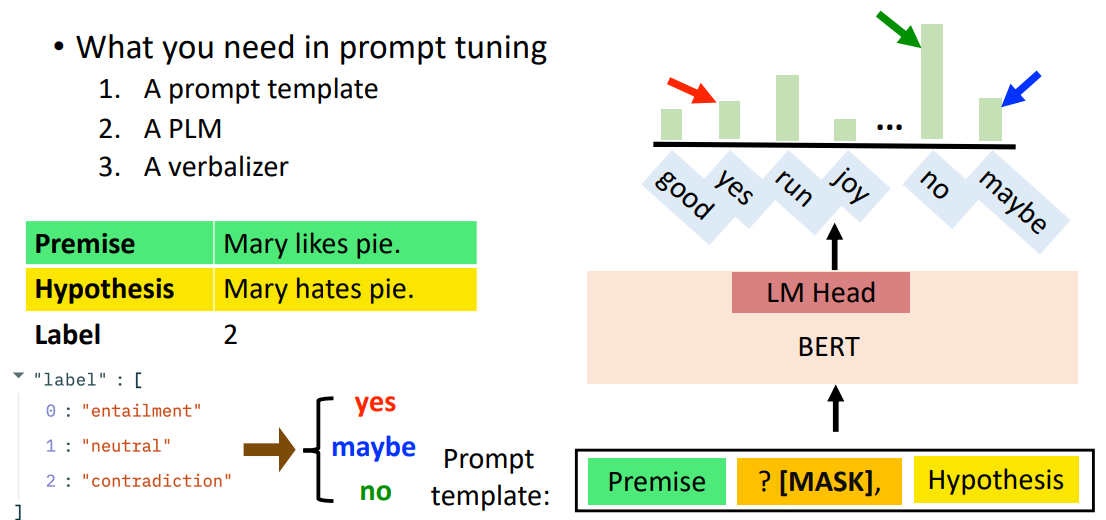 • What you need in prompt tuning
1. A prompt template
2. A PLM
3. A verbalizer
Premise Mary likes pie.
Hypothesis Mary hates pie.
Label 2
"label" : [
0 : "entailment"
1 : "neutral"
2 : "contradiction"
]
yes
maybe
no
Prompt
template:
Premise ? [MASK], Hypothesis
BERT
LM Head
good yes run joy ... no maybe